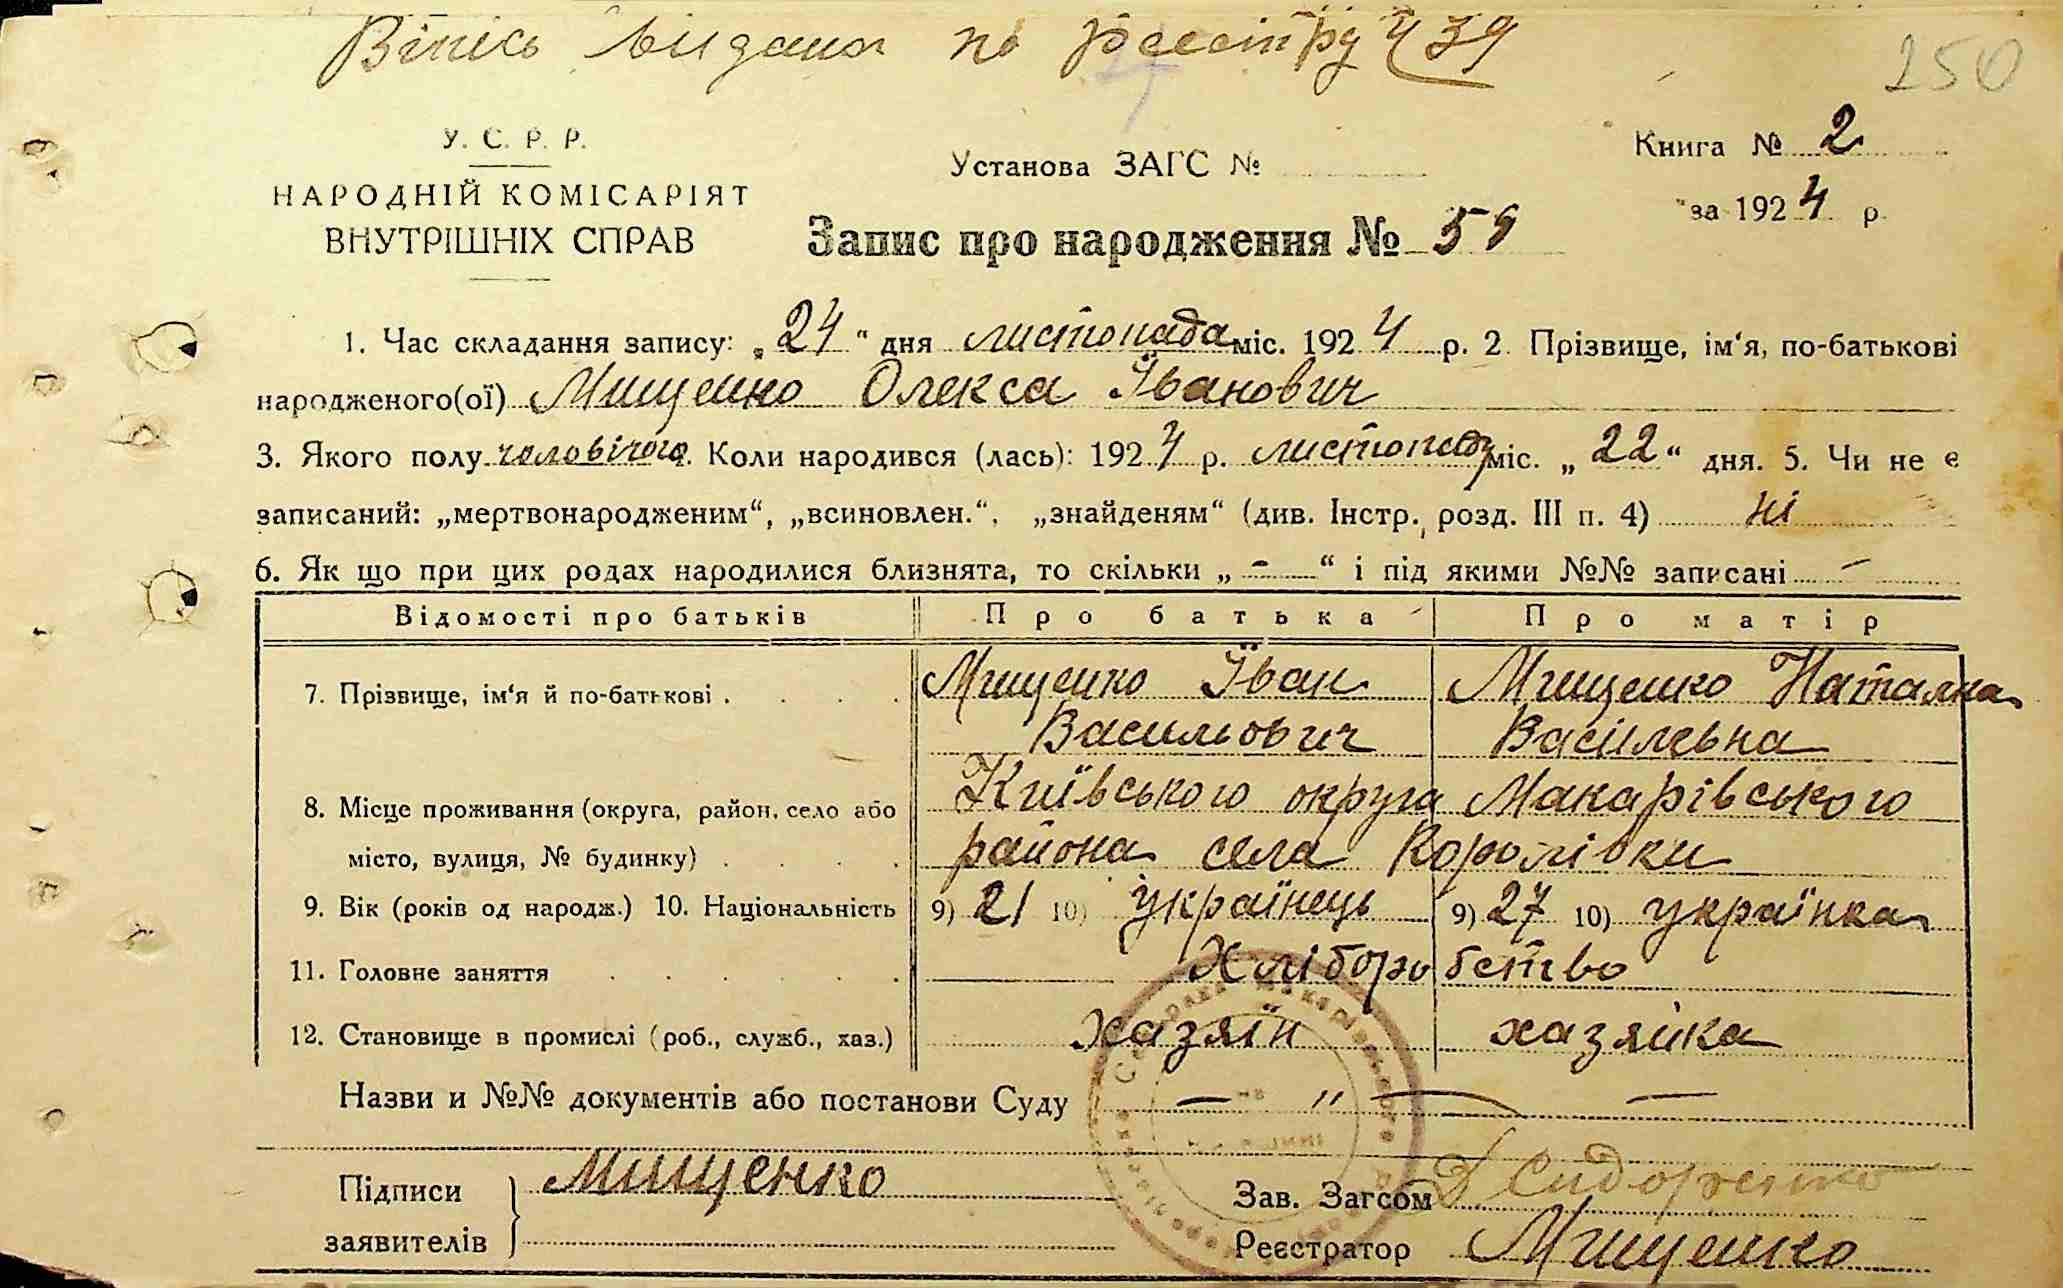 Вïпiсь видана по реєстру Ч 39
250
У. С. Р. Р.
НАРОДНІЙ КОМІСАРІЯТ
ВНУТРІШНІХ СПРАВ
Установа ЗАГС №
Книга № 2
за 1924 р.
Запис про народження № 59
1. Час складання запису: „24" дня листопада міс. 1924 р. 2. Прізвище, ім'я, по-батькові
народженого(ої) Мищенко Олекса Їванович
3. Якого полу чоловічого. Коли народився (лась): 1924 р. листопаду міс. „22" дня. 5. Чи не є
записаний: „мертвонародженим", „всиновлен.", „знайденям" (див. Інстр., розд. III п. 4) ні
6. Як що при цих родах народилися близнята, то скільки „-" і під якими №№ записані -
Відомості про батьків Про батька Про матір
7. Прізвище, ім'я й по-батькові . . . . Мищенко Їван Мищенко Наталка
Васильович Василевна
8. Місце проживання (округа, район, село або Київського округа Макарівського
місто, вулиця, № будинку) . . . . района села Королівки
9. Вік (років од народж.) 10. Національність 9) 21 10) українець 9) 27 10) українка
11. Головне заняття . . . . . . Хліборобство
12. Становище в промислі (роб., служб., хаз.) хазяїн хазяйка
Назви и №№ документів або постанови Суду — „ — —
Підписи Мищенко Зав. Загсом Сидоренко
заявителів Реєстратор Мищенко